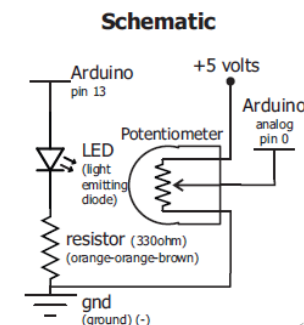 Schematic
Arduino
pin 13
+5 volts
Arduino
analog
pin 0
Potentiometer
LED
(light
emitting
diode)
resistor (330ohm)
(orange-orange-brown)
gnd
(ground) (-)